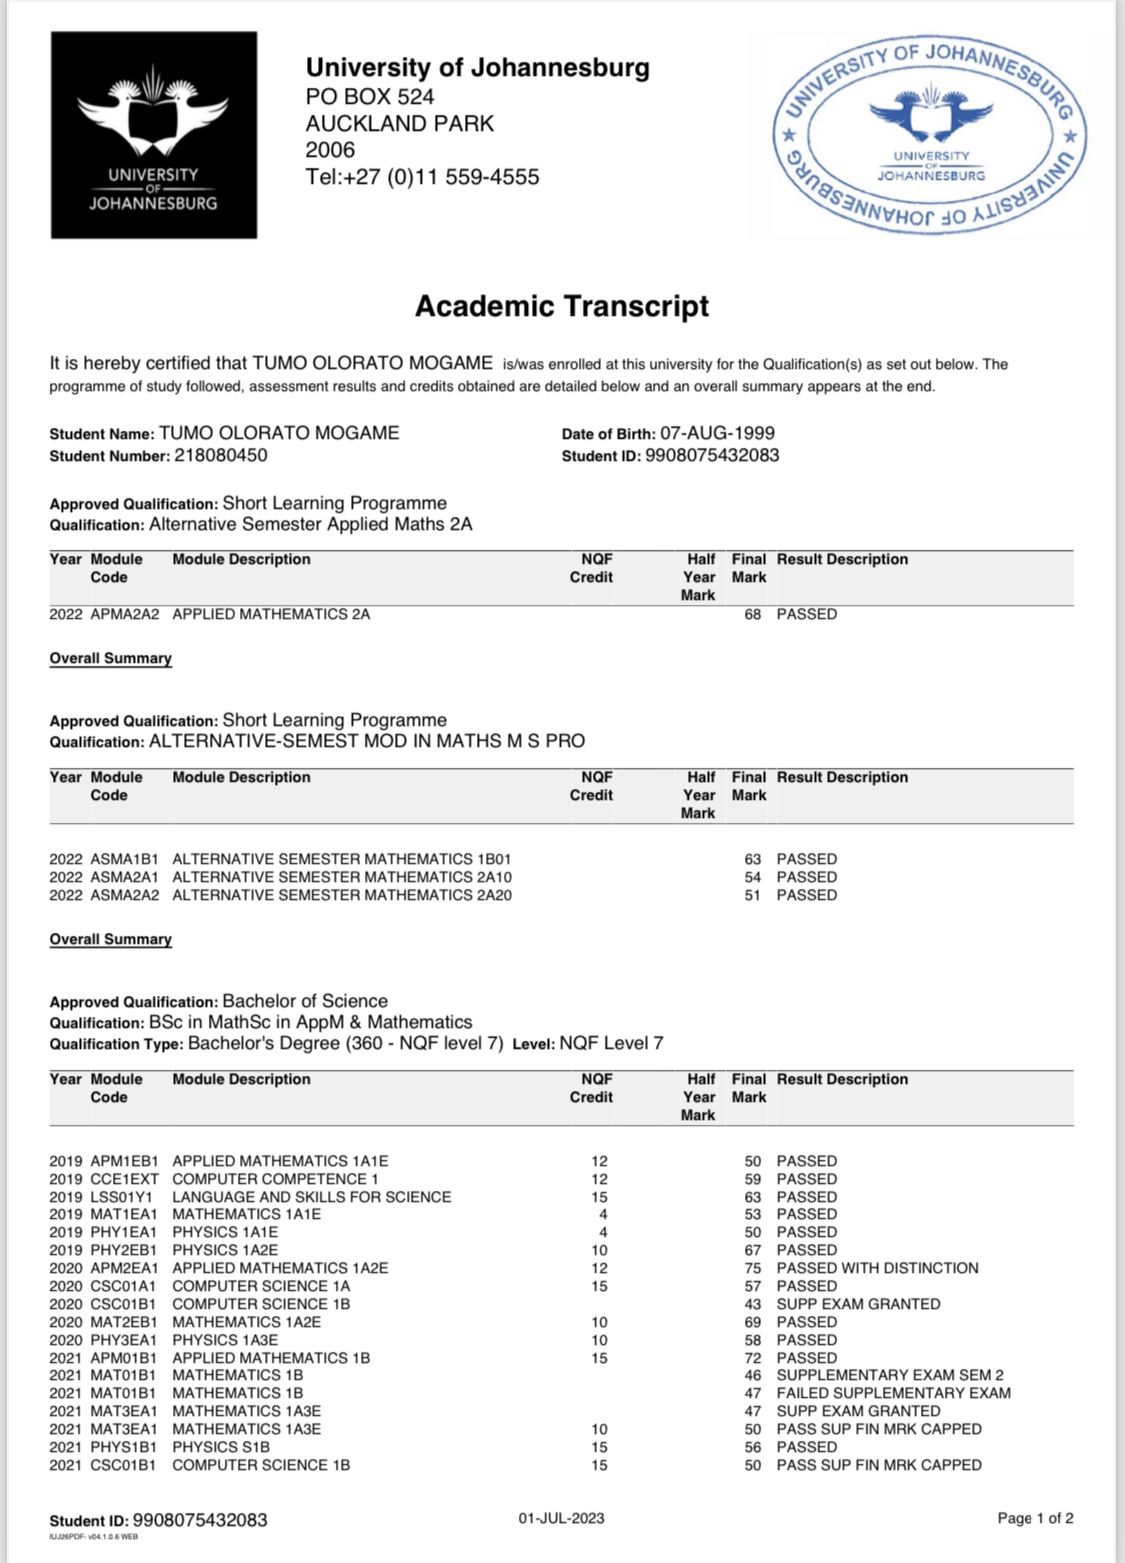 UNIVERSITY
OF
JOHANNESBURG
University of Johannesburg
PO BOX 524
AUCKLAND PARK
2006
Tel:+27 (0)11 559-4555
UNIVERSITY OF JOHANNESBURG
UNIVERSITY OF JOHANNESBURG
UNIVERSITY
OF
JOHANNESBURG
Academic Transcript
It is hereby certified that TUMO OLORATO MOGAME is/was enrolled at this university for the Qualification(s) as set out below. The
programme of study followed, assessment results and credits obtained are detailed below and an overall summary appears at the end.
Student Name: TUMO OLORATO MOGAME Date of Birth: 07-AUG-1999
Student Number: 218080450 Student ID: 9908075432083
Approved Qualification: Short Learning Programme
Qualification: Alternative Semester Applied Maths 2A
Year Module Module Description NQF Half Final Result Description
Code Credit Year Mark
Mark
2022 APMA2A2 APPLIED MATHEMATICS 2A 68 PASSED
Overall Summary
Approved Qualification: Short Learning Programme
Qualification: ALTERNATIVE-SEMEST MOD IN MATHS M S PRO
Year Module Module Description NQF Half Final Result Description
Code Credit Year Mark
Mark
2022 ASMA1B1 ALTERNATIVE SEMESTER MATHEMATICS 1B01 63 PASSED
2022 ASMA2A1 ALTERNATIVE SEMESTER MATHEMATICS 2A10 54 PASSED
2022 ASMA2A2 ALTERNATIVE SEMESTER MATHEMATICS 2A20 51 PASSED
Overall Summary
Approved Qualification: Bachelor of Science
Qualification: BSc in MathSc in AppM & Mathematics
Qualification Type: Bachelor's Degree (360 - NQF level 7) Level: NQF Level 7
Year Module Module Description NQF Half Final Result Description
Code Credit Year Mark
Mark
2019 APM1EB1 APPLIED MATHEMATICS 1A1E 12 50 PASSED
2019 CCE1EXT COMPUTER COMPETENCE 1 12 59 PASSED
2019 LSS01Y1 LANGUAGE AND SKILLS FOR SCIENCE 15 63 PASSED
2019 MAT1EA1 MATHEMATICS 1A1E 4 53 PASSED
2019 PHY1EA1 PHYSICS 1A1E 4 50 PASSED
2019 PHY2EB1 PHYSICS 1A2E 10 67 PASSED
2020 APM2EA1 APPLIED MATHEMATICS 1A2E 12 75 PASSED WITH DISTINCTION
2020 CSC01A1 COMPUTER SCIENCE 1A 15 57 PASSED
2020 CSC01B1 COMPUTER SCIENCE 1B 43 SUPP EXAM GRANTED
2020 MAT2EB1 MATHEMATICS 1A2E 10 69 PASSED
2020 PHY3EA1 PHYSICS 1A3E 10 58 PASSED
2021 APM01B1 APPLIED MATHEMATICS 1B 15 72 PASSED
2021 MAT01B1 MATHEMATICS 1B 46 SUPPLEMENTARY EXAM SEM 2
2021 MAT01B1 MATHEMATICS 1B 47 FAILED SUPPLEMENTARY EXAM
2021 MAT3EA1 MATHEMATICS 1A3E 47 SUPP EXAM GRANTED
2021 MAT3EA1 MATHEMATICS 1A3E 10 50 PASS SUP FIN MRK CAPPED
2021 PHYS1B1 PHYSICS S1B 15 56 PASSED
2021 CSC01B1 COMPUTER SCIENCE 1B 15 50 PASS SUP FIN MRK CAPPED
Student ID: 9908075432083 01-JUL-2023 Page 1 of 2
IUJ26PDF- v04.1.0.6 WEB